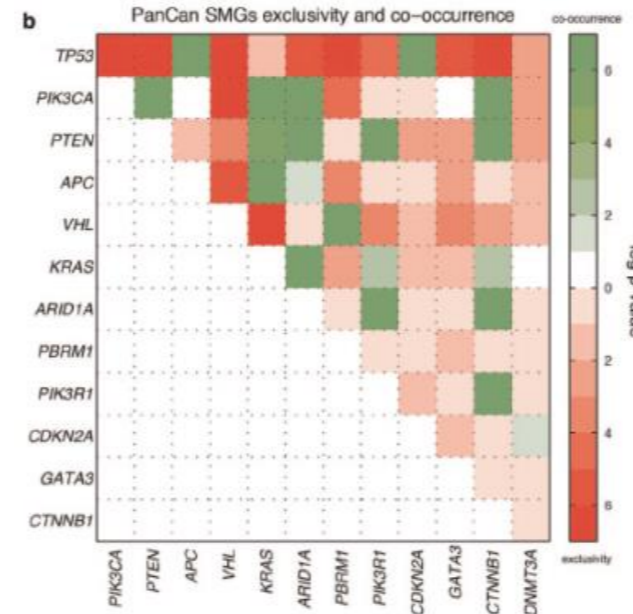 b
PanCan SMGs exclusivity and co-occurrence
co-occurrence
TP53
PIK3CA
PTEN
APC
VHL
KRAS
ARID1A
PBRM1
PIK3R1
CDKN2A
GATA3
CTNNB1
6
4
2
0
2
4
6
exclusivity
PIK3CA
PTEN
APC
VHL
KRAS
ARID1A
PBRM1
PIK3R1
CDKN2A
GATA3
CTNNB1
DNMT3A